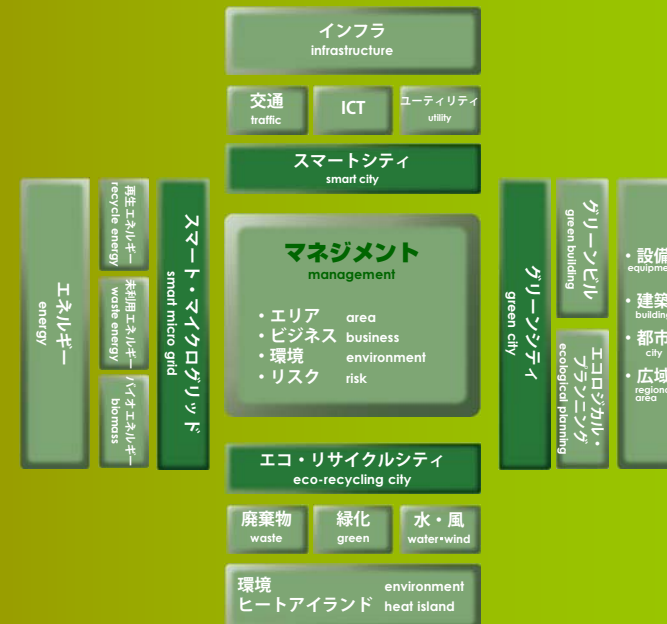 インフラ
infrastructure
交通
traffic
ICT
ユーティリティ
utility
スマートシティ
smart city
エネルギー
energy
再生エネルギー
recycle energy
未利用エネルギー
waste energy
バイオエネルギー
biomass
スマート・マイクログリッド
smart micro grid
マネジメント
management
・エリア area
・ビジネス business
・環境 environment
・リスク risk
グリーンシティ
green city
グリーンビル
green building
エコロジカル・
プランニング
ecological planning
・設備
・建築
building
・都市
city
・広域
area
エコ・リサイクルシティ
eco-recycling city
廃棄物
waste
緑化
green
水・風
water・wind
環境 environment
ヒートアイランド heat island